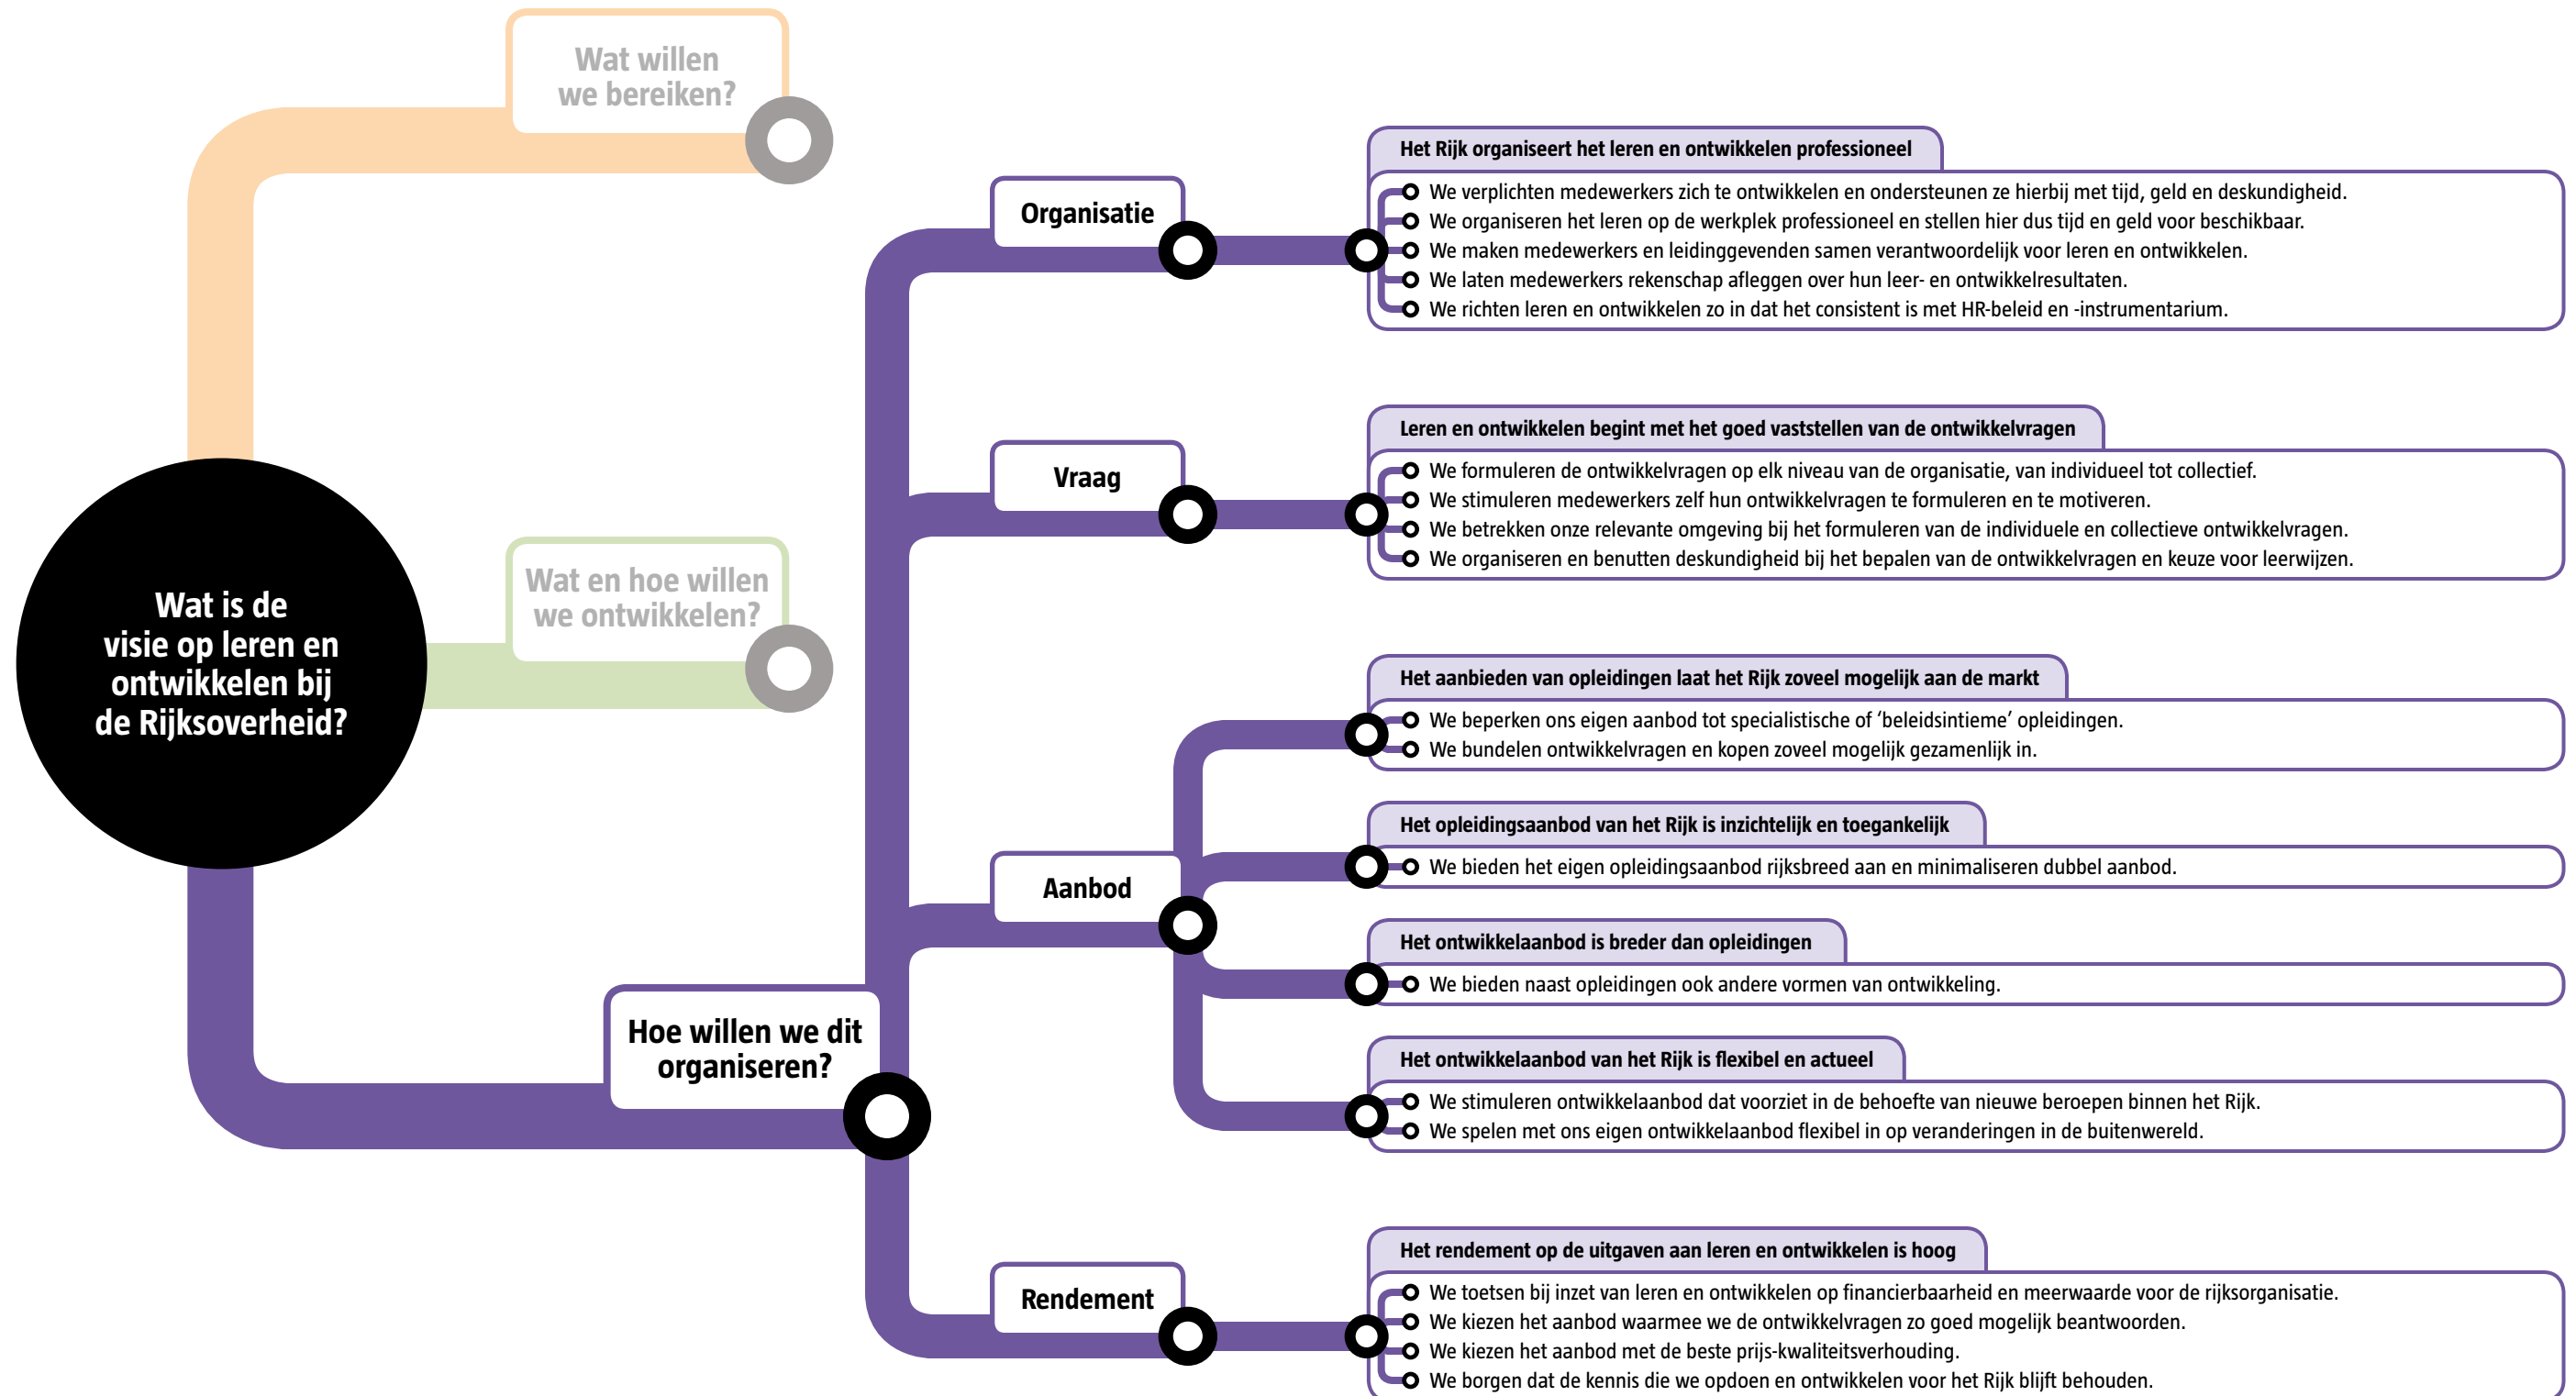 Wat willen
we bereiken?
Wat is de
visie op leren en
ontwikkelen bij
de Rijksoverheid?
Wat en hoe willen
we ontwikkelen?
Hoe willen we dit
organiseren?
Organisatie
Het Rijk organiseert het leren en ontwikkelen professioneel
We verplichten medewerkers zich te ontwikkelen en ondersteunen ze hierbij met tijd, geld en deskundigheid.
We organiseren het leren op de werkplek professioneel en stellen hier dus tijd en geld voor beschikbaar.
We maken medewerkers en leidinggevenden samen verantwoordelijk voor leren en ontwikkelen.
We laten medewerkers rekenschap afleggen over hun leer- en ontwikkelresultaten.
We richten leren en ontwikkelen zo in dat het consistent is met HR-beleid en -instrumentarium.
Vraag
Leren en ontwikkelen begint met het goed vaststellen van de ontwikkelvragen
We formuleren de ontwikkelvragen op elk niveau van de organisatie, van individueel tot collectief.
We stimuleren medewerkers zelf hun ontwikkelvragen te formuleren en te motiveren.
We betrekken onze relevante omgeving bij het formuleren van de individuele en collectieve ontwikkelvragen.
We organiseren en benutten deskundigheid bij het bepalen van de ontwikkelvragen en keuze voor leerwijzen.
Aanbod
Het aanbieden van opleidingen laat het Rijk zoveel mogelijk aan de markt
We beperken ons eigen aanbod tot specialistische of ‘beleidsintieme’ opleidingen.
We bundelen ontwikkelvragen en kopen zoveel mogelijk gezamenlijk in.
Het opleidingsaanbod van het Rijk is inzichtelijk en toegankelijk
We bieden het eigen opleidingsaanbod rijksbreed aan en minimaliseren dubbel aanbod.
Het ontwikkelaanbod is breder dan opleidingen
We bieden naast opleidingen ook andere vormen van ontwikkeling.
Het ontwikkelaanbod van het Rijk is flexibel en actueel
We stimuleren ontwikkelaanbod dat voorziet in de behoefte van nieuwe beroepen binnen het Rijk.
We spelen met ons eigen ontwikkelaanbod flexibel in op veranderingen in de buitenwereld.
Rendement
Het rendement op de uitgaven aan leren en ontwikkelen is hoog
We toetsen bij inzet van leren en ontwikkelen op financierbaarheid en meerwaarde voor de rijksorganisatie.
We kiezen het aanbod waarmee we de ontwikkelvragen zo goed mogelijk beantwoorden.
We kiezen het aanbod met de beste prijs-kwaliteitsverhouding.
We borgen dat de kennis die we opdoen en ontwikkelen voor het Rijk blijft behouden.